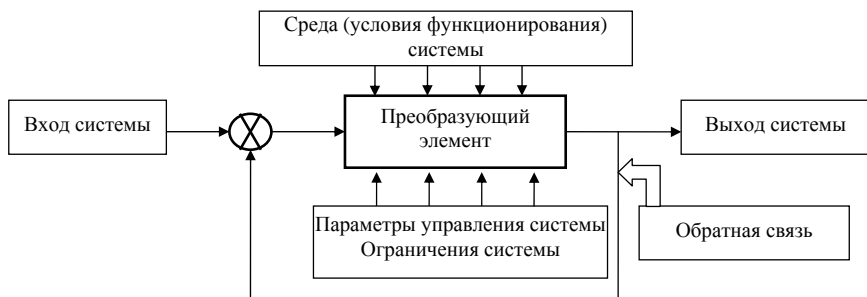 Среда (условия функционирования)
системы
Вход системы
Преобразующий
элемент
Выход системы
Параметры управления системы
Ограничения системы
Обратная связь